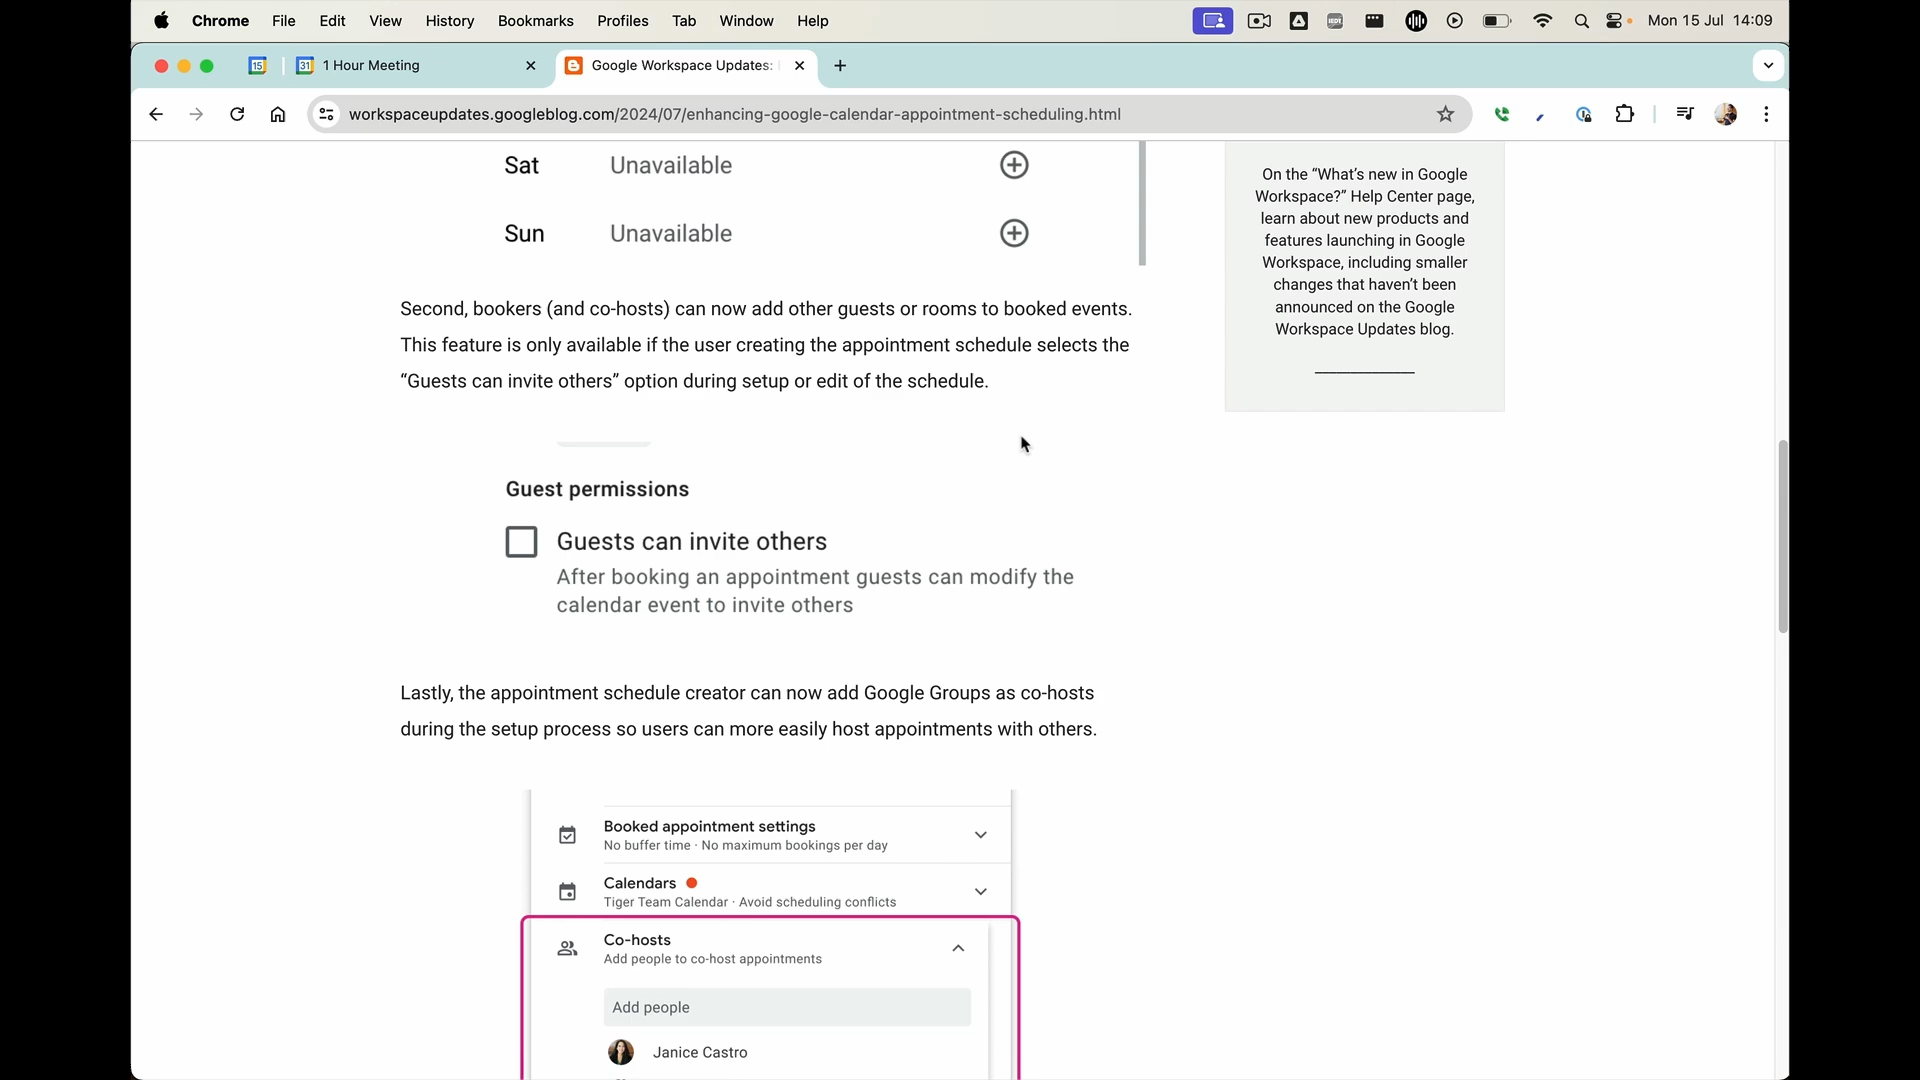 Chrome File Edit View History Bookmarks Profiles Tab Window Help Mon 15 Jul 14:09
15 31 1 Hour Meeting Google Workspace Updates:
workspaceupdates.googleblog.com/2024/07/enhancing-google-calendar-appointment-scheduling.html
Sat Unavailable
Sun Unavailable
On the “What’s new in Google
Workspace?” Help Center page,
learn about new products and
features launching in Google
Workspace, including smaller
changes that haven’t been
announced on the Google
Workspace Updates blog.
Second, bookers (and co-hosts) can now add other guests or rooms to booked events.
This feature is only available if the user creating the appointment schedule selects the
“Guests can invite others” option during setup or edit of the schedule.
Guest permissions
Guests can invite others
After booking an appointment guests can modify the
calendar event to invite others
Lastly, the appointment schedule creator can now add Google Groups as co-hosts
during the setup process so users can more easily host appointments with others.
Booked appointment settings
No buffer time · No maximum bookings per day
Calendars
Tiger Team Calendar · Avoid scheduling conflicts
Co-hosts
Add people to co-host appointments
Add people
Janice Castro